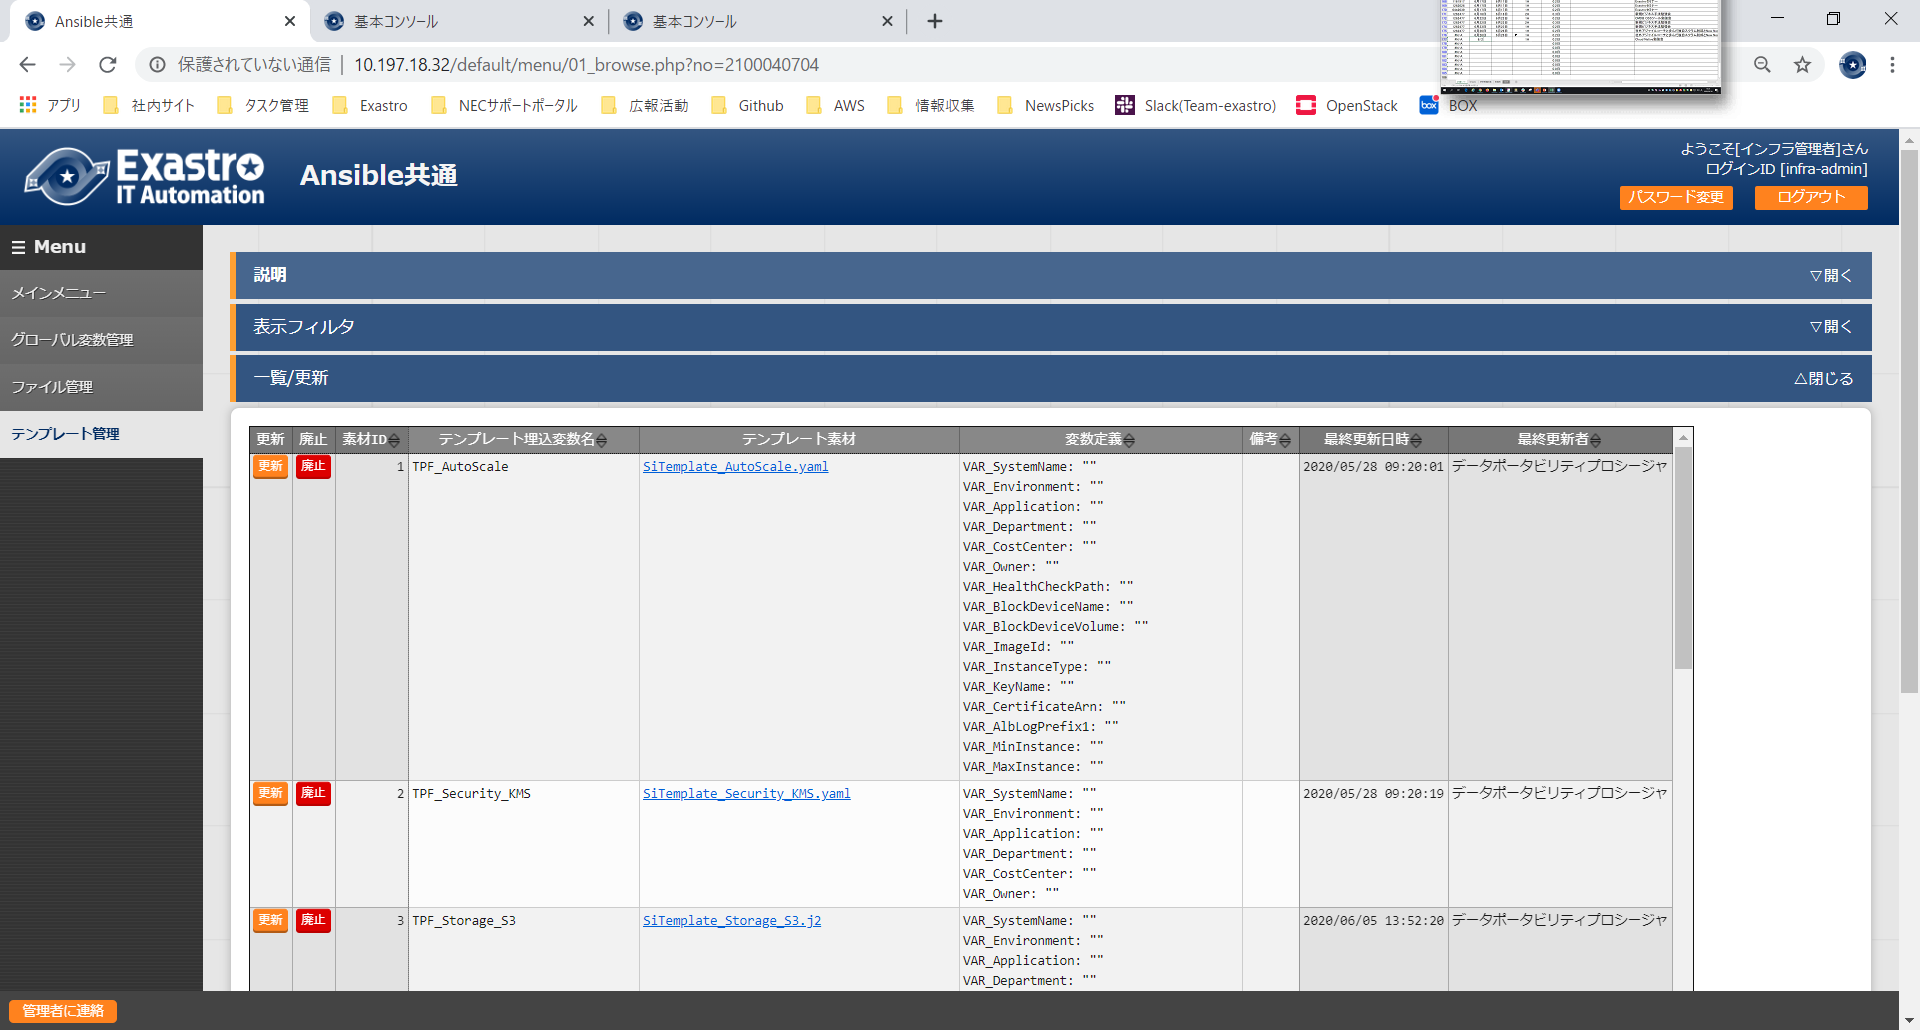 Ansible共通
基本コンソール
基本コンソール
保護されていない通信 | 10.197.18.32/default/menu/01_browse.php?no=2100040704
アプリ 社内サイト タスク管理 Exastro NECサポートポータル 広報活動 Github AWS 情報収集 NewsPicks Slack(Team-exastro) OpenStack box BOX
Exastro
IT Automation
Ansible共通
ようこそ[インフラ管理者]さん
ログインID [infra-admin]
パスワード変更 ログアウト
Menu
メインメニュー
グローバル変数管理
ファイル管理
テンプレート管理
説明 ▽開く
表示フィルタ ▽開く
一覧/更新 △閉じる
更新 廃止 素材ID テンプレート埋込変数名 テンプレート素材 変数定義 備考 最終更新日時 最終更新者
更新 廃止 1 TPF_AutoScale SiTemplate_AutoScale.yaml VAR_SystemName: "" 2020/05/28 09:20:01 データポータビリティプロシージャ
VAR_Environment: ""
VAR_Application: ""
VAR_Department: ""
VAR_CostCenter: ""
VAR_Owner: ""
VAR_HealthCheckPath: ""
VAR_BlockDeviceName: ""
VAR_BlockDeviceVolume: ""
VAR_ImageId: ""
VAR_InstanceType: ""
VAR_KeyName: ""
VAR_CertificateArn: ""
VAR_AlbLogPrefix1: ""
VAR_MinInstance: ""
VAR_MaxInstance: ""
更新 廃止 2 TPF_Security_KMS SiTemplate_Security_KMS.yaml VAR_SystemName: "" 2020/05/28 09:20:19 データポータビリティプロシージャ
VAR_Environment: ""
VAR_Application: ""
VAR_Department: ""
VAR_CostCenter: ""
VAR_Owner: ""
更新 廃止 3 TPF_Storage_S3 SiTemplate_Storage_S3.j2 VAR_SystemName: "" 2020/06/05 13:52:20 データポータビリティプロシージャ
VAR_Environment: ""
VAR_Application: ""
VAR_Department: ""
管理者に連絡